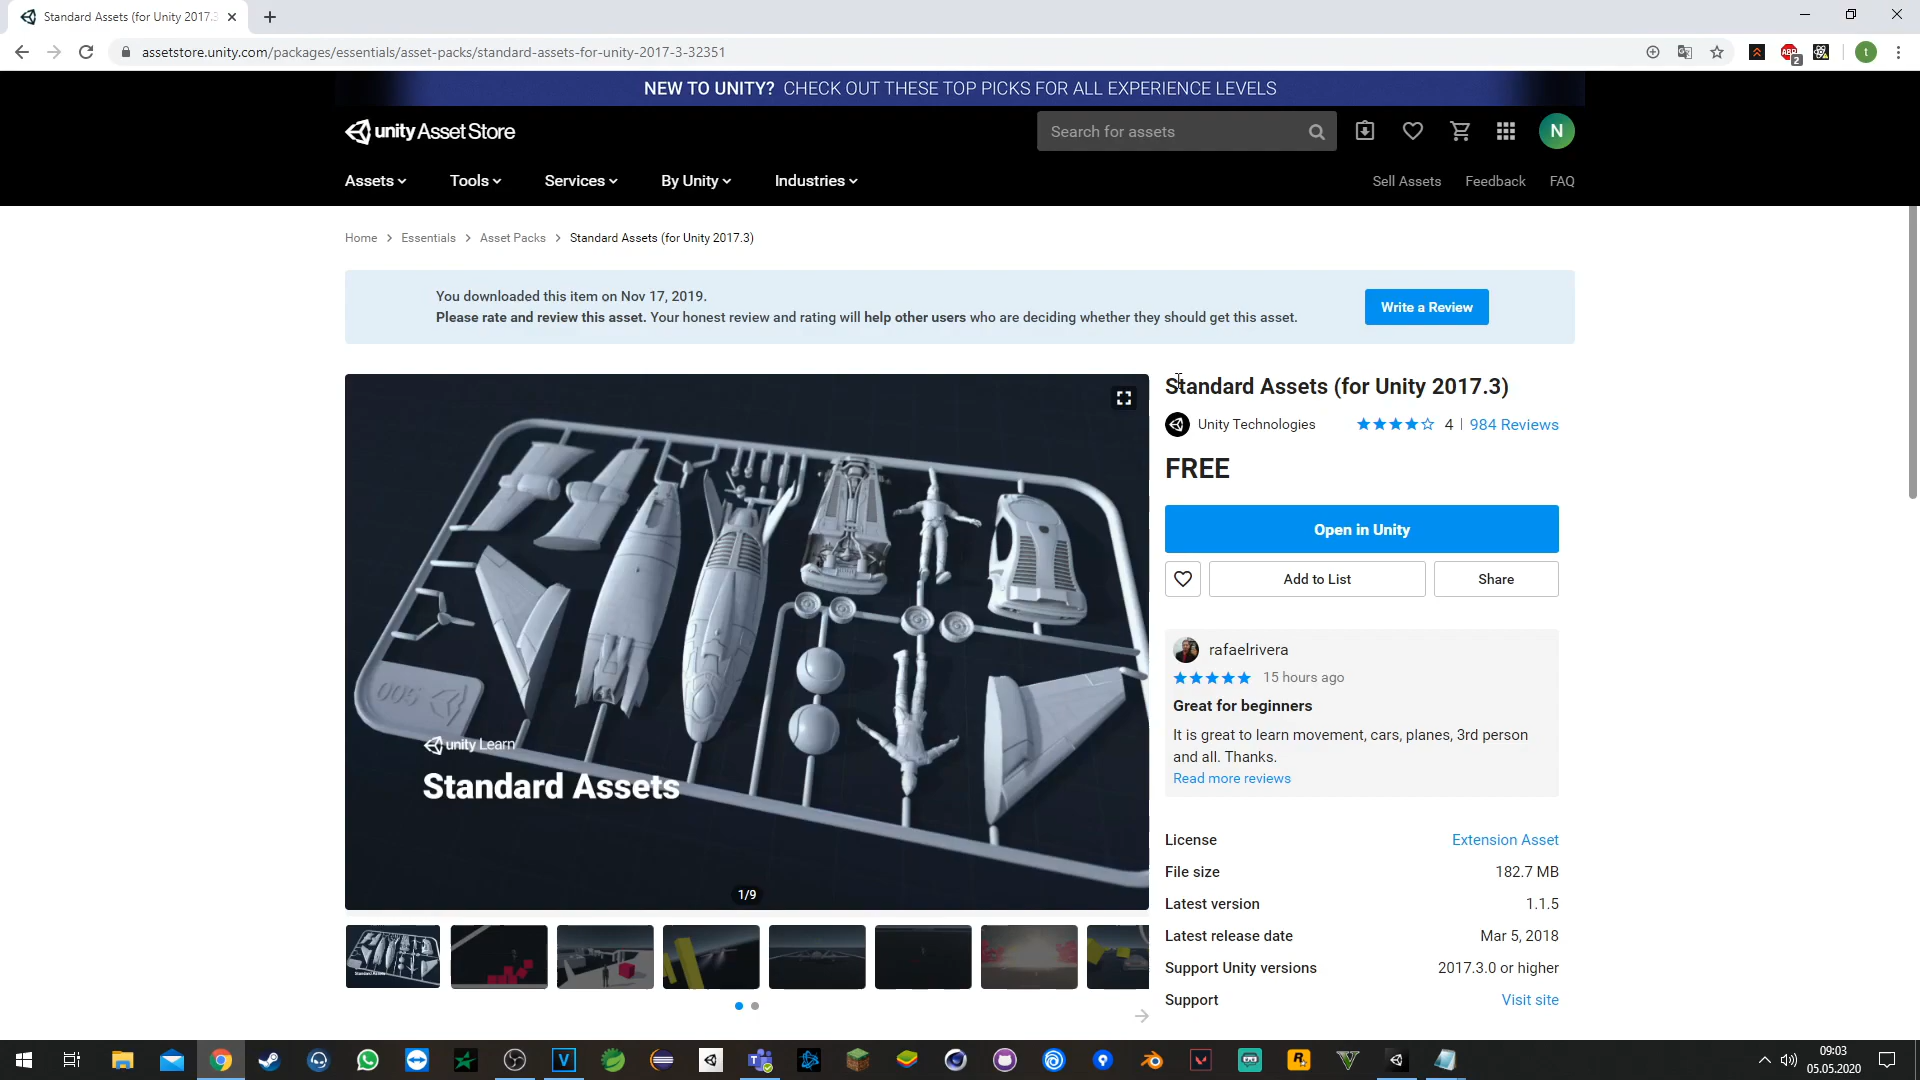 Standard Assets (for Unity 2017.3
assetstore.unity.com/packages/essentials/asset-packs/standard-assets-for-unity-2017-3-32351
ABP
2
t
NEW TO UNITY? CHECK OUT THESE TOP PICKS FOR ALL EXPERIENCE LEVELS
unity Asset Store
Search for assets
N
Assets
Tools
Services
By Unity
Industries
Sell Assets
Feedback
FAQ
Home > Essentials > Asset Packs > Standard Assets (for Unity 2017.3)
You downloaded this item on Nov 17, 2019.
Please rate and review this asset. Your honest review and rating will help other users who are deciding whether they should get this asset.
Write a Review
005
unity Learn
Standard Assets
1/9
Standard Assets (for Unity 2017.3)
Unity Technologies
4 | 984 Reviews
FREE
Open in Unity
Add to List
Share
rafaelrivera
15 hours ago
Great for beginners
It is great to learn movement, cars, planes, 3rd person
and all. Thanks.
Read more reviews
License Extension Asset
File size 182.7 MB
Latest version 1.1.5
Latest release date Mar 5, 2018
Support Unity versions 2017.3.0 or higher
Support Visit site
09:03
05.05.2020